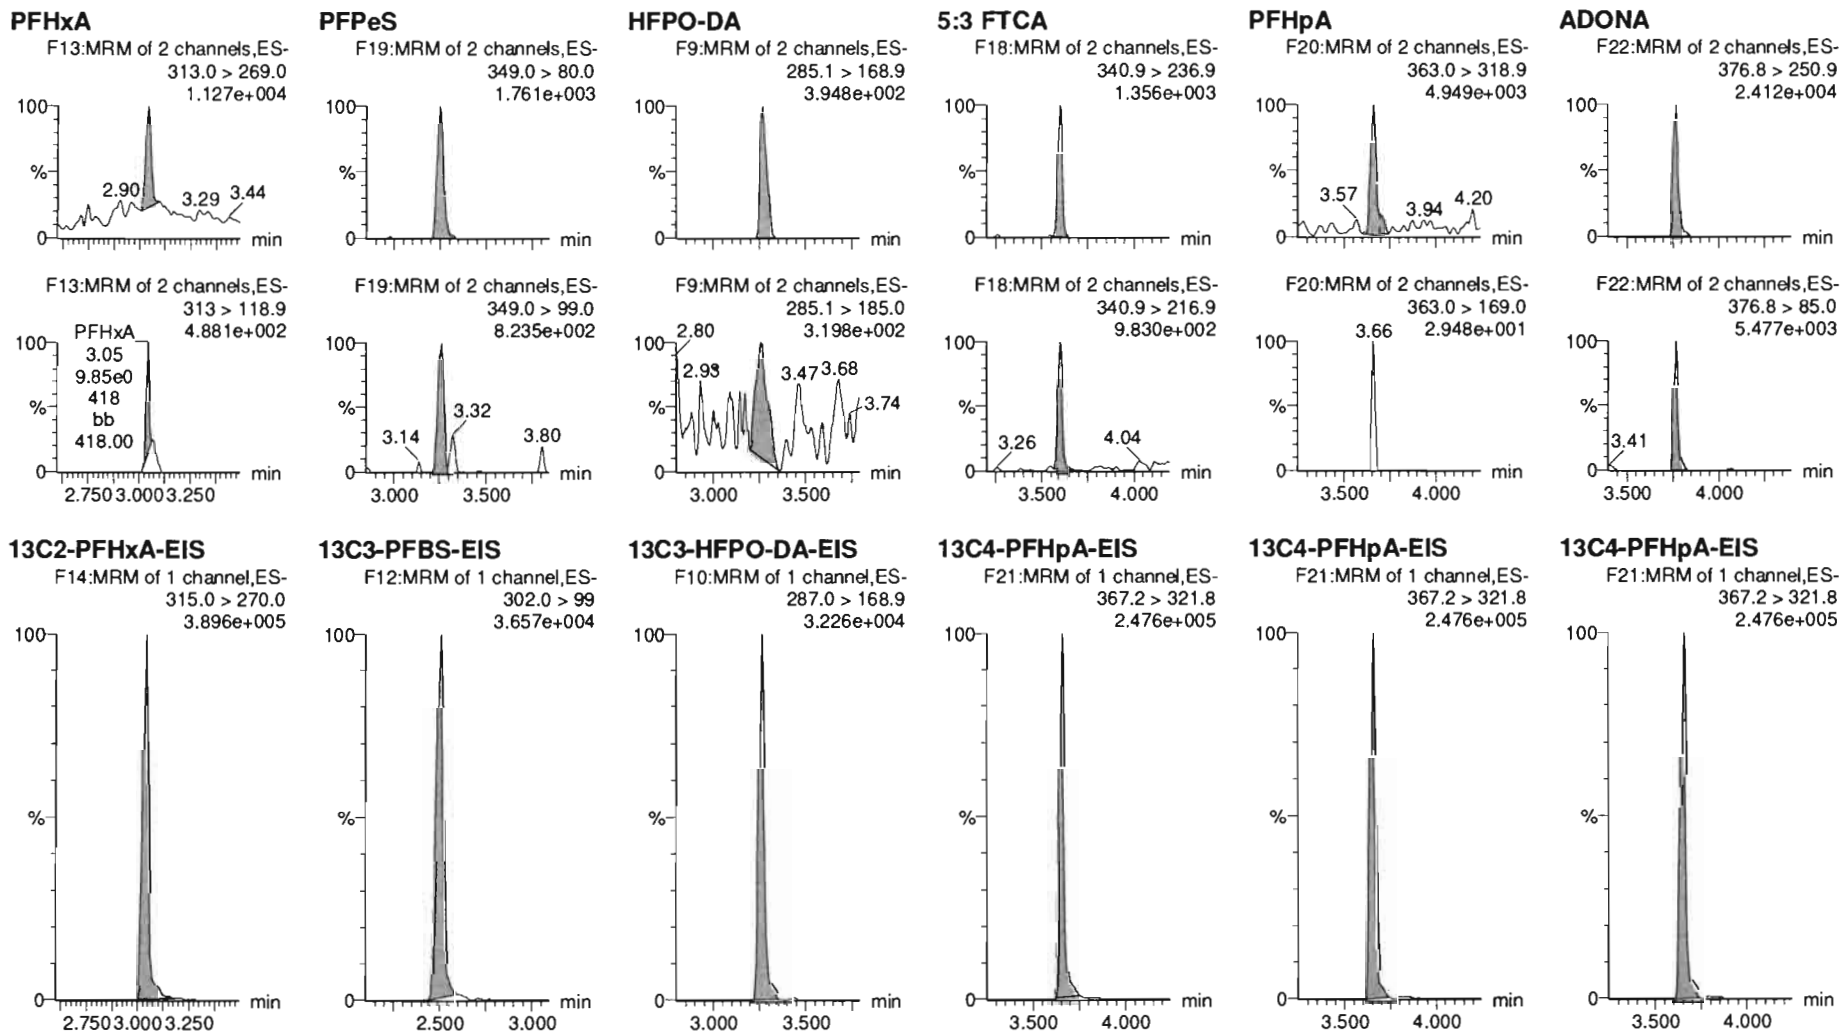 PFHxA
F13:MRM of 2 channels,ES-
313.0 > 269.0
1.127e+004
100
%
0
2.90
3.29
3.44
min
PFPeS
F19:MRM of 2 channels,ES-
349.0 > 80.0
1.761e+003
100
%
0
min
HFPO-DA
F9:MRM of 2 channels,ES-
285.1 > 168.9
3.948e+002
100
%
0
min
5:3 FTCA
F18:MRM of 2 channels,ES-
340.9 > 236.9
1.356e+003
100
%
0
min
PFHpA
F20:MRM of 2 channels,ES-
363.0 > 318.9
4.949e+003
100
%
0
3.57
3.94
4.20
min
ADONA
F22:MRM of 2 channels,ES-
376.8 > 250.9
2.412e+004
100
%
0
min
F13:MRM of 2 channels,ES-
313 > 118.9
4.881e+002
100
%
0
PFHxA
3.05
9.85e0
418
bb
418.00
min
2.750 3.000 3.250
F19:MRM of 2 channels,ES-
349.0 > 99.0
8.235e+002
100
%
0
3.14
3.32
3.80
min
3.000 3.500
F9:MRM of 2 channels,ES-
285.1 > 185.0
3.198e+002
100
%
0
2.80
2.93
3.47
3.68
3.74
min
3.000 3.500
F18:MRM of 2 channels,ES-
340.9 > 216.9
9.830e+002
100
%
0
3.26
4.04
min
3.500 4.000
F20:MRM of 2 channels,ES-
363.0 > 169.0
2.948e+001
100
%
0
3.66
min
3.500 4.000
F22:MRM of 2 channels,ES-
376.8 > 85.0
5.477e+003
100
%
0
3.41
min
3.500 4.000
13C2-PFHxA-EIS
F14:MRM of 1 channel,ES-
315.0 > 270.0
3.896e+005
100
%
0
min
2.750 3.000 3.250
13C3-PFBS-EIS
F12:MRM of 1 channel,ES-
302.0 > 99
3.657e+004
100
%
0
min
2.500 3.000
13C3-HFPO-DA-EIS
F10:MRM of 1 channel,ES-
287.0 > 168.9
3.226e+004
100
%
0
min
3.000 3.500
13C4-PFHpA-EIS
F21:MRM of 1 channel,ES-
367.2 > 321.8
2.476e+005
100
%
0
min
3.500 4.000
13C4-PFHpA-EIS
F21:MRM of 1 channel,ES-
367.2 > 321.8
2.476e+005
100
%
0
min
3.500 4.000
13C4-PFHpA-EIS
F21:MRM of 1 channel,ES-
367.2 > 321.8
2.476e+005
100
%
0
min
3.500 4.000